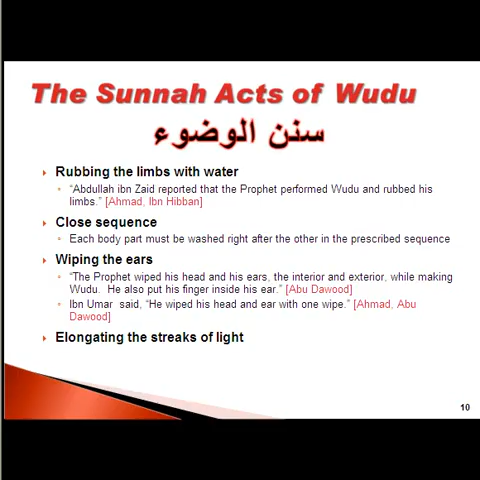 The Sunnah Acts of Wudu
سنن الوضوء
Rubbing the limbs with water
“Abdullah ibn Zaid reported that the Prophet performed Wudu and rubbed his
limbs.” [Ahmad, Ibn Hibban]
Close sequence
Each body part must be washed right after the other in the prescribed sequence
Wiping the ears
“The Prophet wiped his head and his ears, the interior and exterior, while making
Wudu. He also put his finger inside his ear.” [Abu Dawood]
Ibn Umar said, “He wiped his head and ear with one wipe.” [Ahmad, Abu
Dawood]
Elongating the streaks of light
10